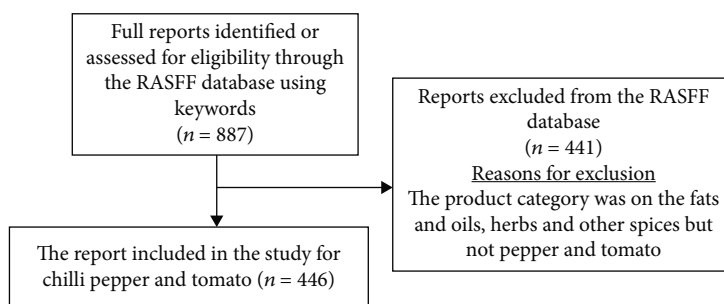 Full reports identified or
assessed for eligibility through
the RASFF database using
keywords
(n = 887)
Reports excluded from the RASFF
database
(n = 441)
Reasons for exclusion
The product category was on the fats
and oils, herbs and other spices but
not pepper and tomato
The report included in the study for
chilli pepper and tomato (n = 446)